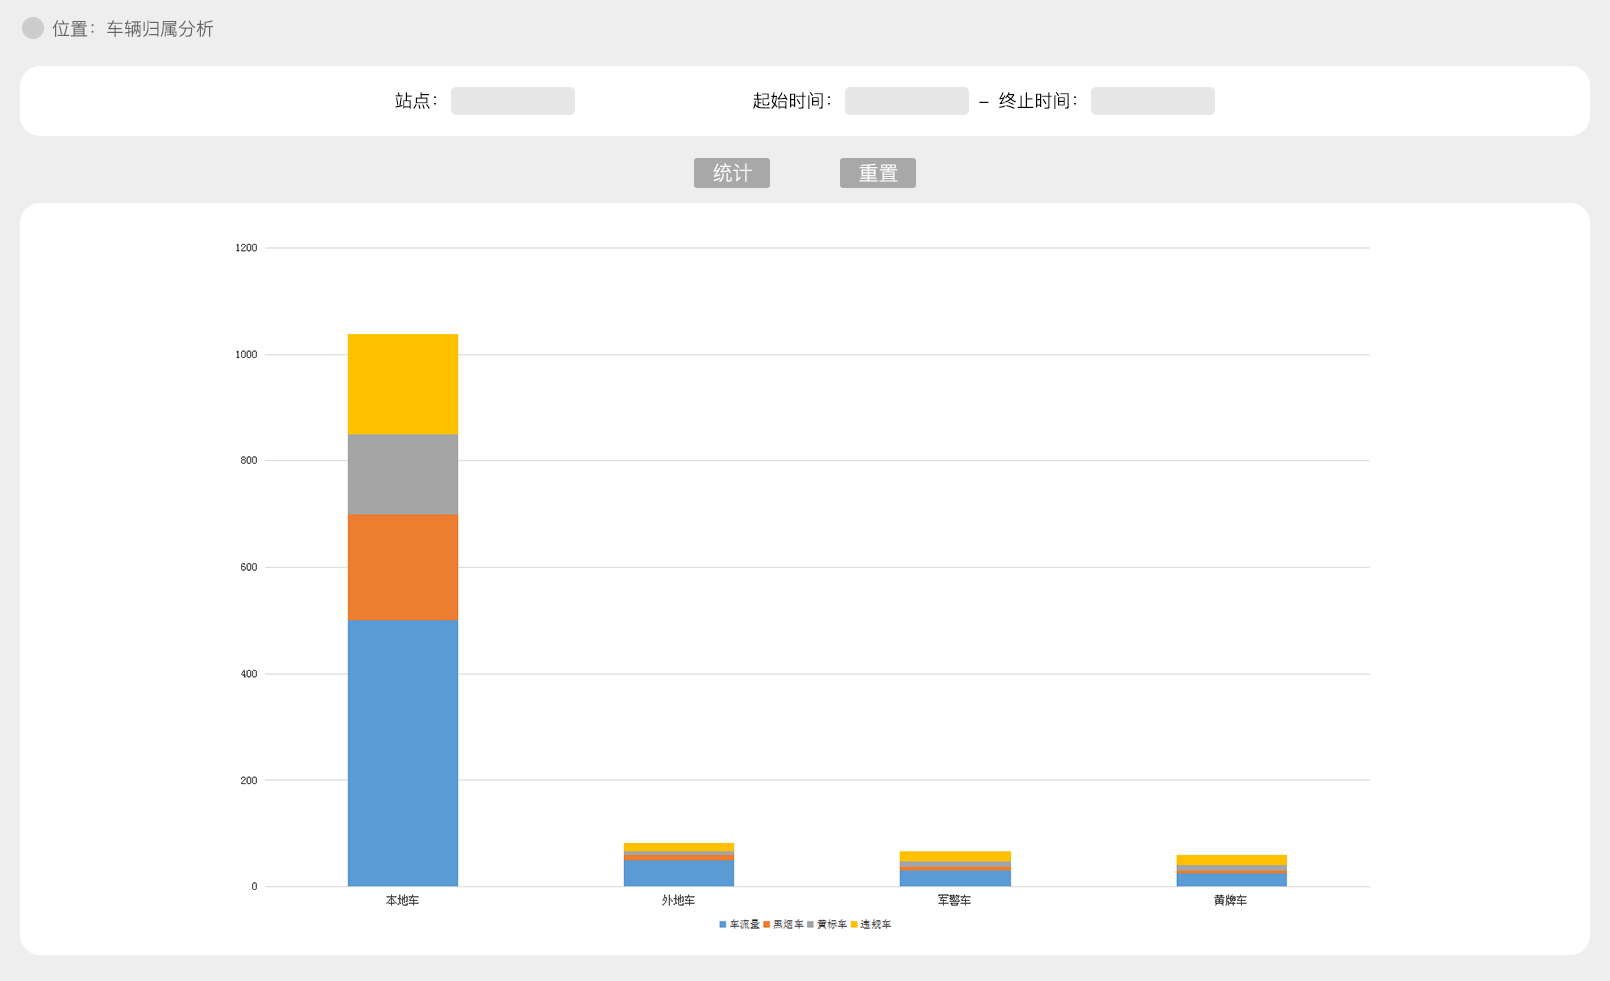 位置：车辆归属分析
站点： 起始时间： – 终止时间：
统计 重置
1200
1000
800
600
400
200
0
本地车 外地车 军警车 黄牌车
车流量 黑烟车 黄标车 违规车